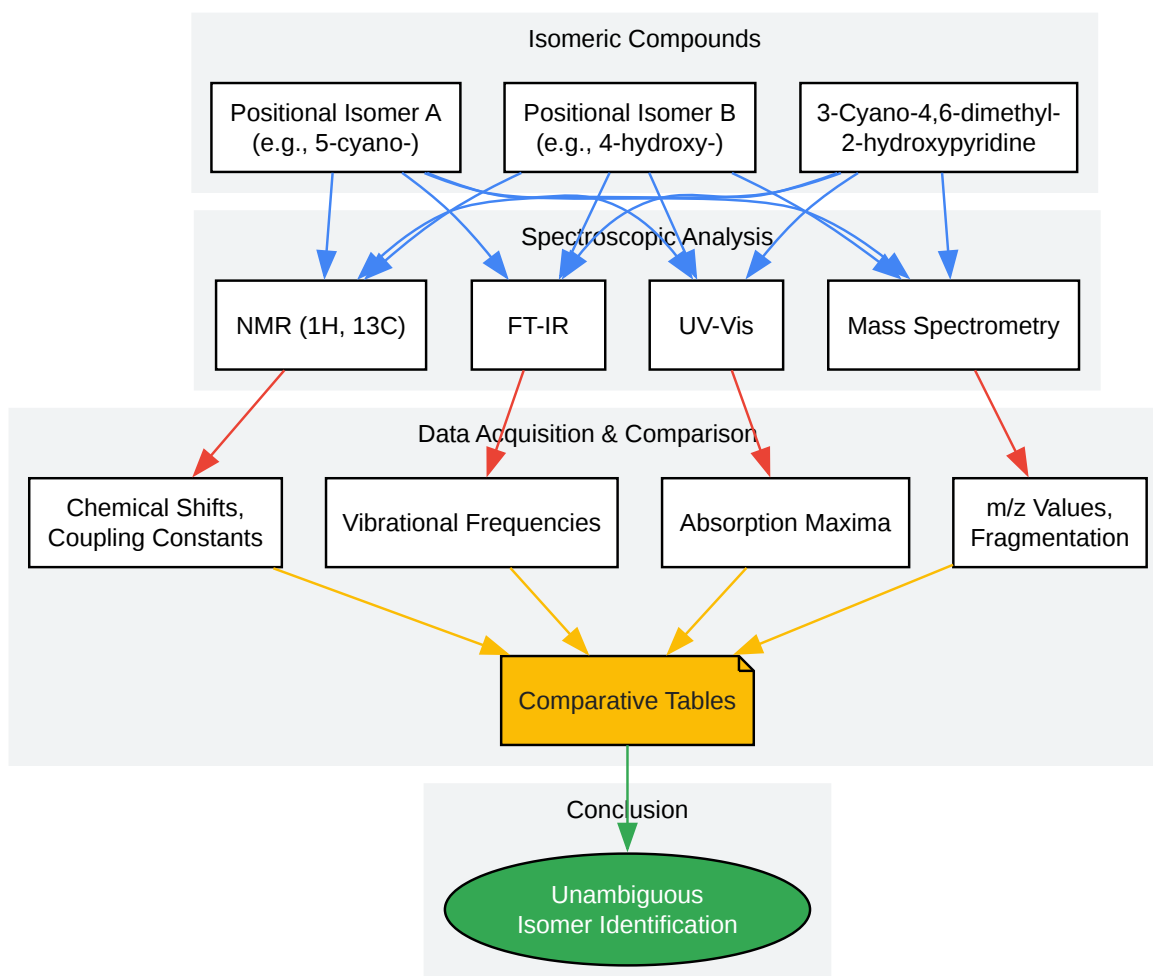 Isomeric Compounds
Positional Isomer A
(e.g., 5-cyano-)
Positional Isomer B
(e.g., 4-hydroxy-)
3-Cyano-4,6-dimethyl-
2-hydroxypyridine
Spectroscopic Analysis
NMR (1H, 13C)
FT-IR
UV-Vis
Mass Spectrometry
Data Acquisition & Comparison
Chemical Shifts,
Coupling Constants
Vibrational Frequencies
Absorption Maxima
m/z Values,
Fragmentation
Comparative Tables
Conclusion
Unambiguous
Isomer Identification